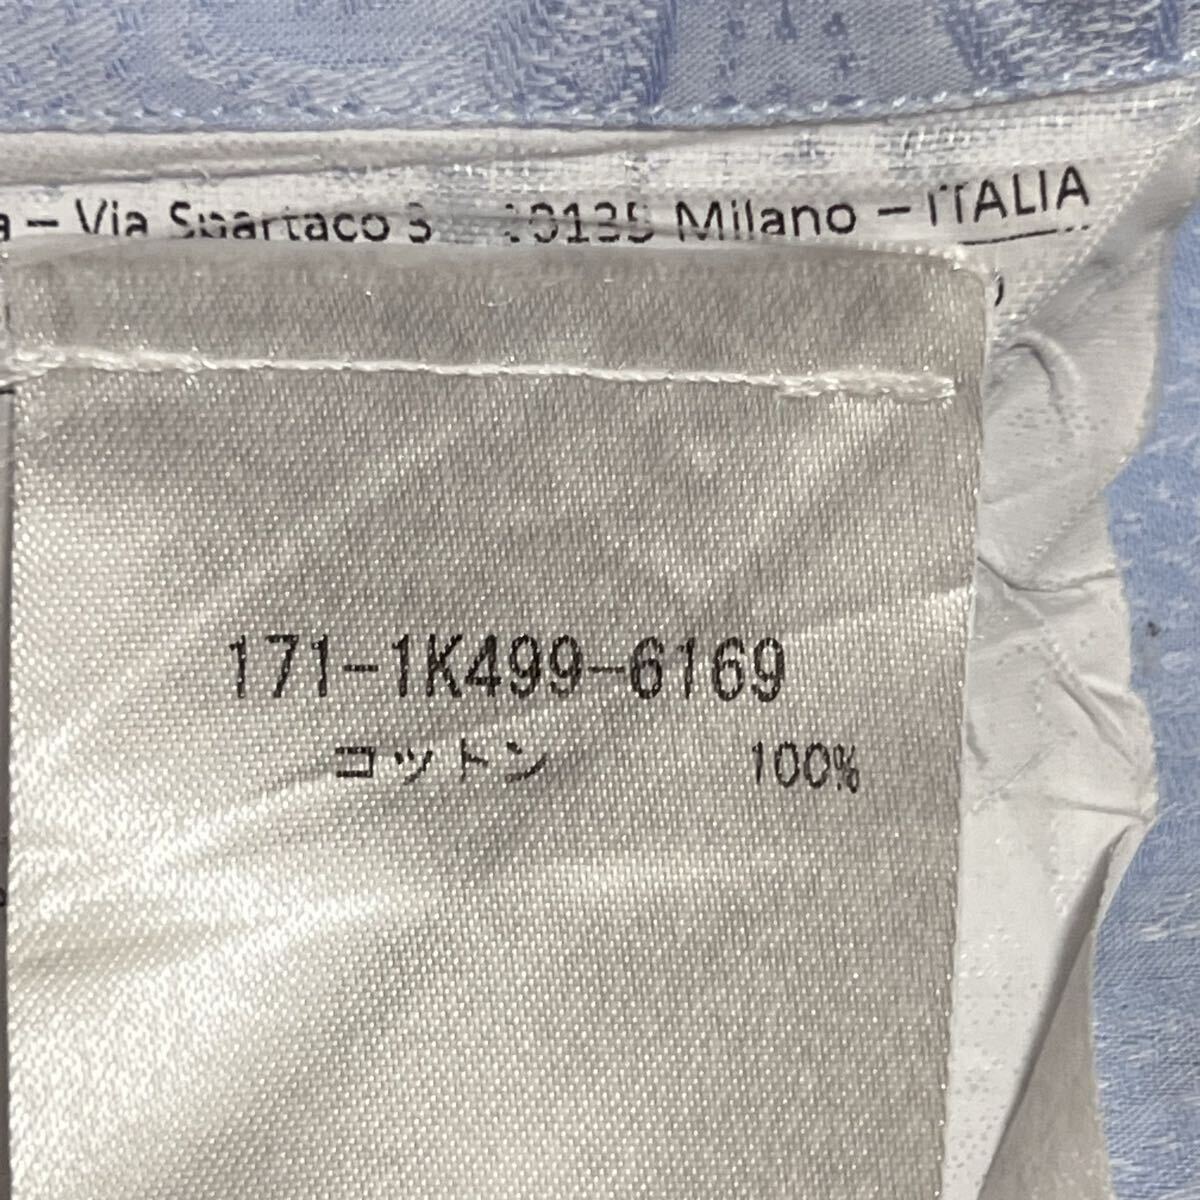 a – Via Spartaco 3 – 20135 Milano – ITALIA
171-1K499-6169
コットン 100%